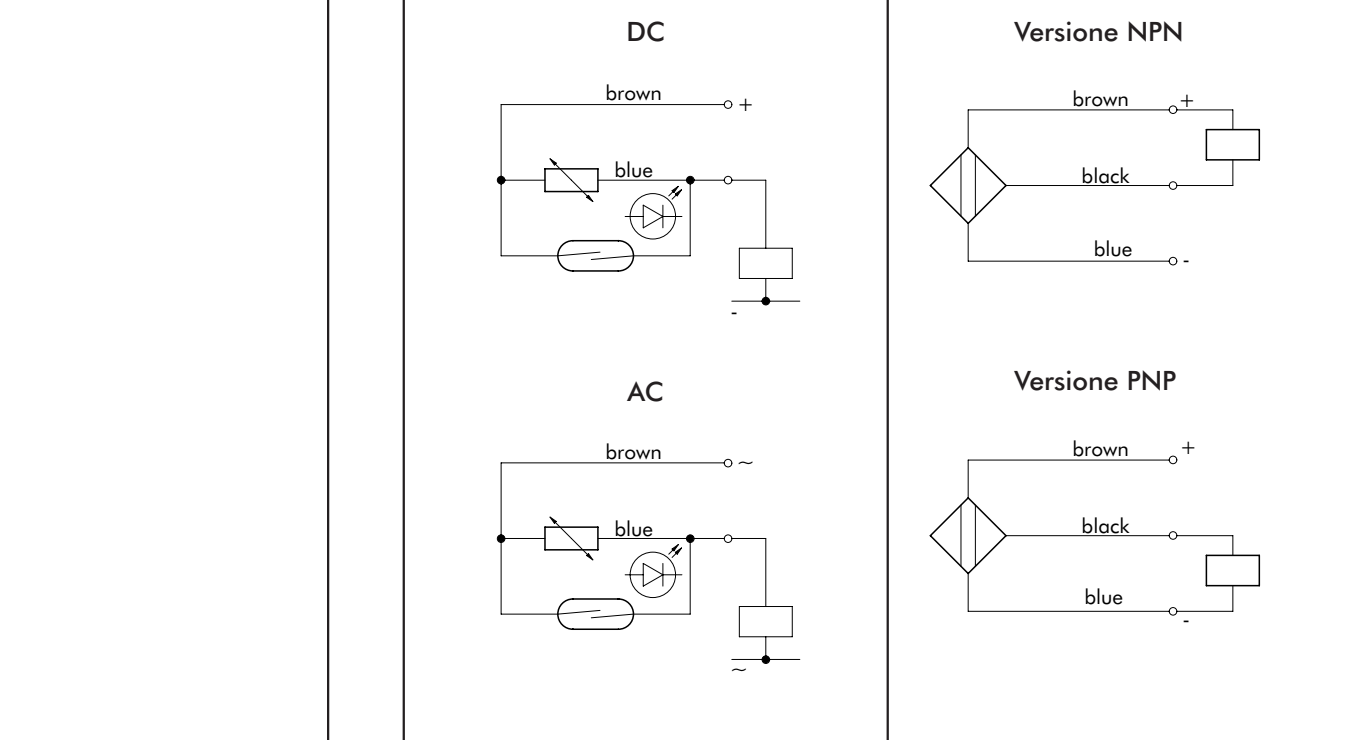 DC
brown
+
blue
-
AC
brown
~
blue
~
Versione NPN
brown
+
black
blue
-
Versione PNP
brown
+
black
blue
-